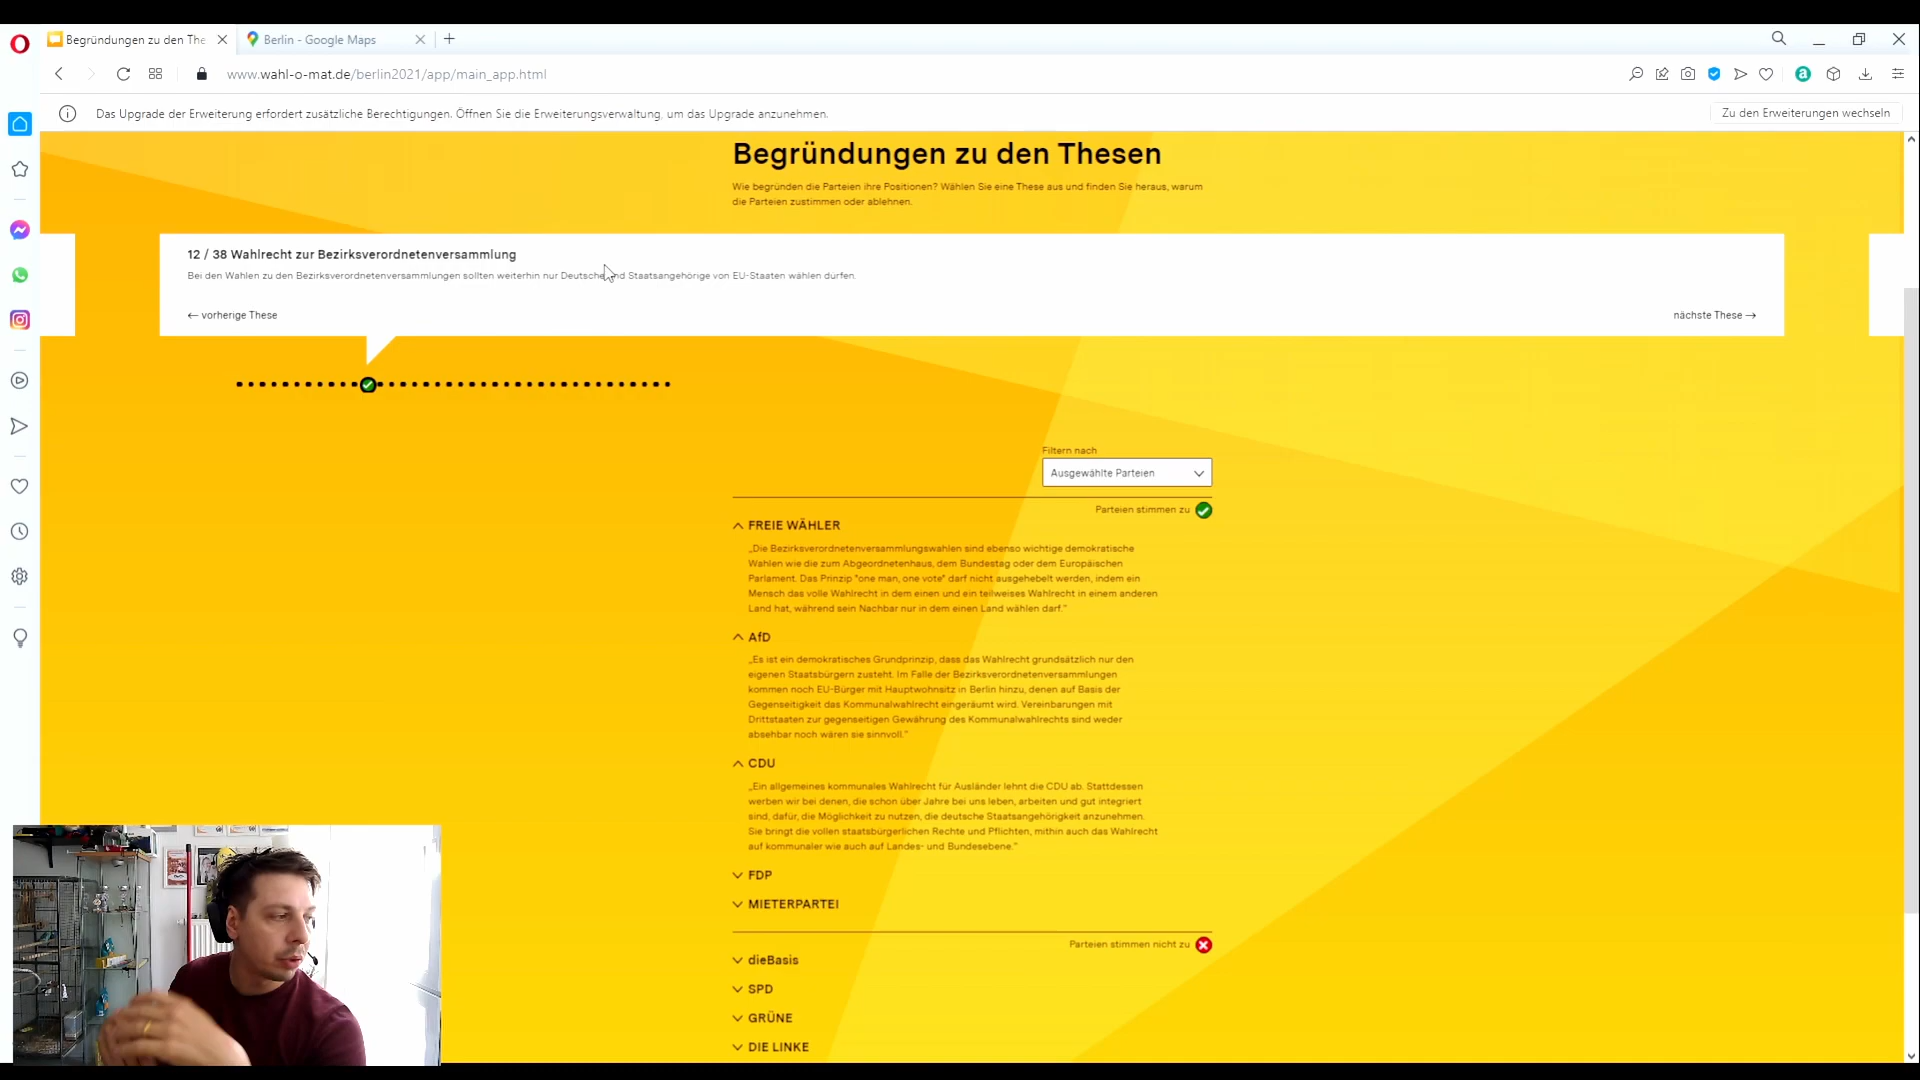 Begründungen zu den The
Berlin - Google Maps
www.wahl-o-mat.de/berlin2021/app/main_app.html
Das Upgrade der Erweiterung erfordert zusätzliche Berechtigungen. Öffnen Sie die Erweiterungsverwaltung, um das Upgrade anzunehmen.
Zu den Erweiterungen wechseln
Begründungen zu den Thesen
Wie begründen die Parteien ihre Positionen? Wählen Sie eine These aus und finden Sie heraus, warum
die Parteien zustimmen oder ablehnen.
12 / 38 Wahlrecht zur Bezirksverordnetenversammlung
Bei den Wahlen zu den Bezirksverordnetenversammlungen sollten weiterhin nur Deutsche und Staatsangehörige von EU-Staaten wählen dürfen.
← vorherige These
nächste These →
Filtern nach
Ausgewählte Parteien
Parteien stimmen zu
FREIE WÄHLER
„Die Bezirksverordnetenversammlungswahlen sind ebenso wichtige demokratische
Wahlen wie die zum Abgeordnetenhaus, dem Bundestag oder dem Europäischen
Parlament. Das Prinzip "one man, one vote" darf nicht ausgehebelt werden, indem ein
Mensch das volle Wahlrecht in dem einen und ein teilweises Wahlrecht in einem anderen
Land hat, während sein Nachbar nur in dem einen Land wählen darf."
AfD
„Es ist ein demokratisches Grundprinzip, dass das Wahlrecht grundsätzlich nur den
eigenen Staatsbürgern zusteht. Im Falle der Bezirksverordnetenversammlungen
kommen noch EU-Bürger mit Hauptwohnsitz in Berlin hinzu, denen auf Basis der
Gegenseitigkeit das Kommunalwahlrecht eingeräumt wird. Vereinbarungen mit
Drittstaaten zur gegenseitigen Gewährung des Kommunalwahlrechts sind weder
absehbar noch wären sie sinnvoll."
CDU
„Ein allgemeines kommunales Wahlrecht für Ausländer lehnt die CDU ab. Stattdessen
werben wir bei denen, die schon über Jahre bei uns leben, arbeiten und gut integriert
sind, dafür, die Möglichkeit zu nutzen, die deutsche Staatsangehörigkeit anzunehmen.
Sie bringt die vollen staatsbürgerlichen Rechte und Pflichten, mithin auch das Wahlrecht
auf kommunaler wie auch auf Landes- und Bundesebene."
FDP
MIETERPARTEI
Parteien stimmen nicht zu
dieBasis
SPD
GRÜNE
DIE LINKE